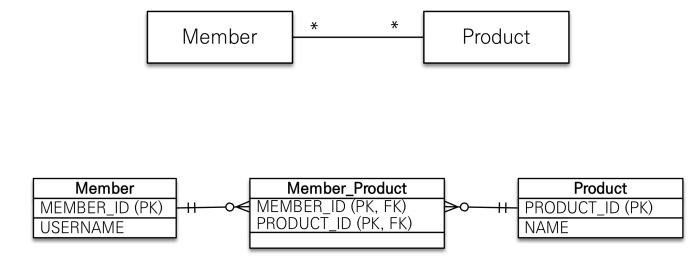 Member * * Product
Member
MEMBER_ID (PK)
USERNAME
Member_Product
MEMBER_ID (PK, FK)
PRODUCT_ID (PK, FK)
Product
PRODUCT_ID (PK)
NAME